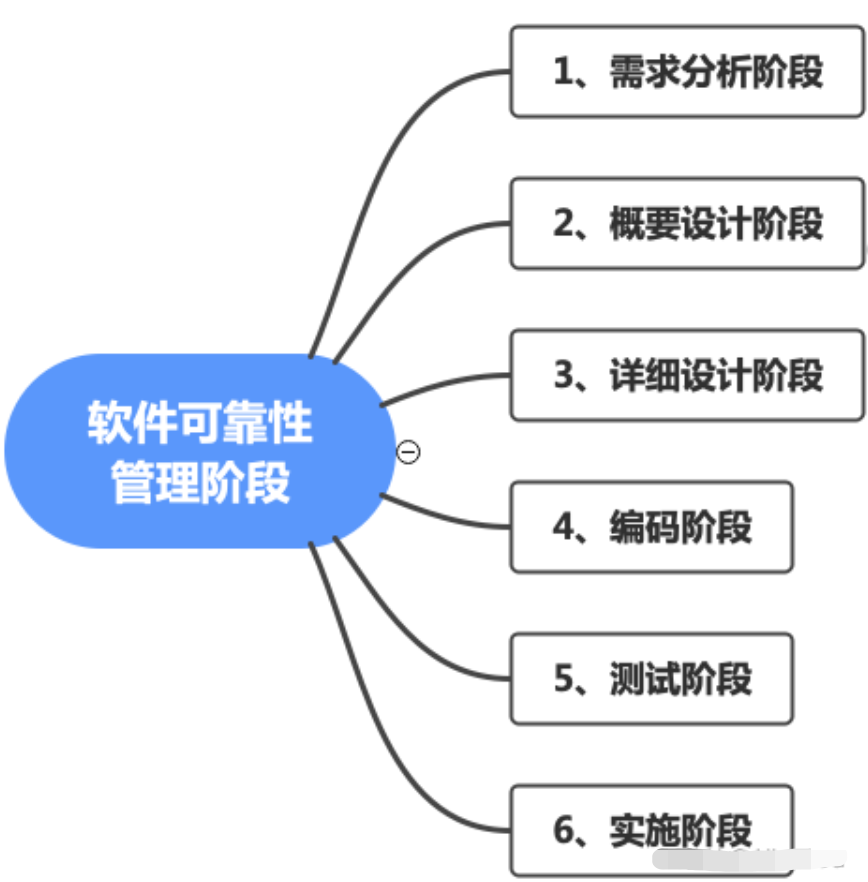 1、需求分析阶段
2、概要设计阶段
3、详细设计阶段
软件可靠性
管理阶段
4、编码阶段
5、测试阶段
6、实施阶段